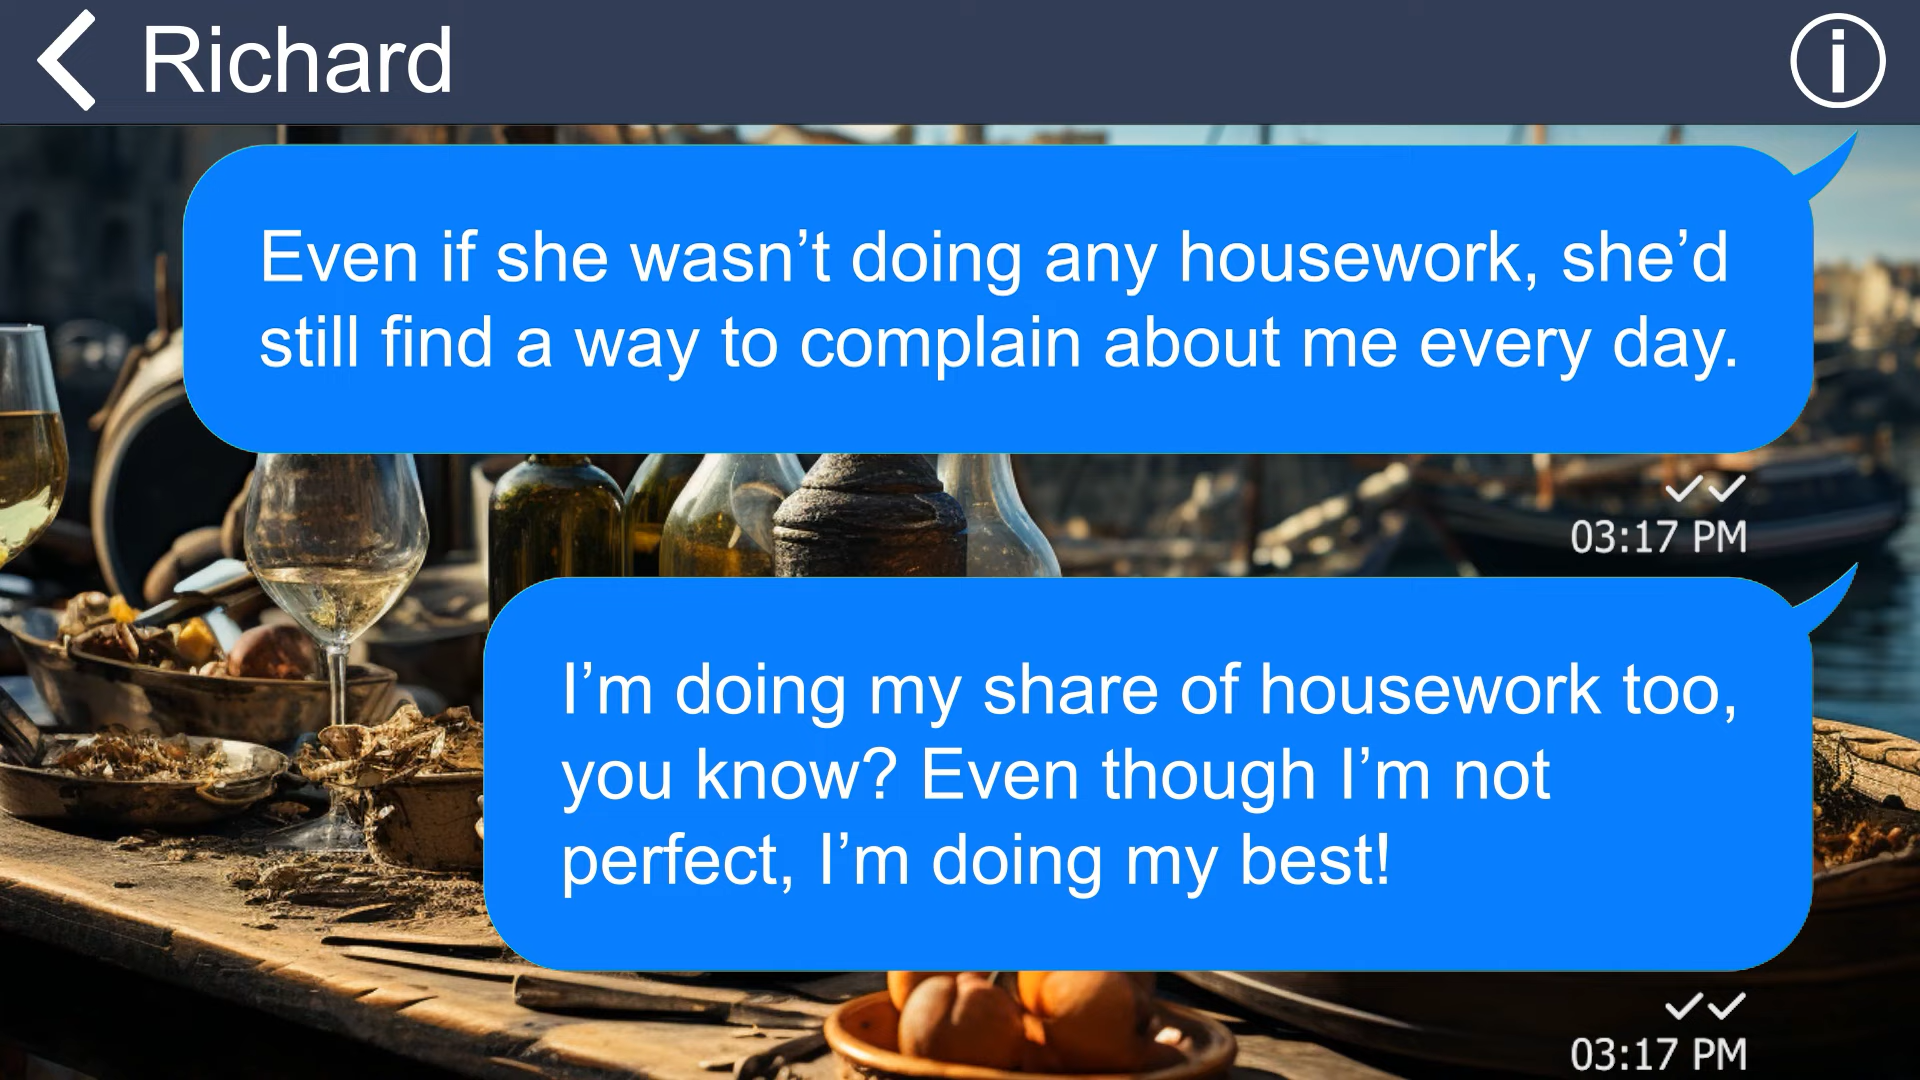 Richard
Even if she wasn’t doing any housework, she’d
still find a way to complain about me every day.
03:17 PM
I’m doing my share of housework too,
you know? Even though I’m not
perfect, I’m doing my best!
03:17 PM